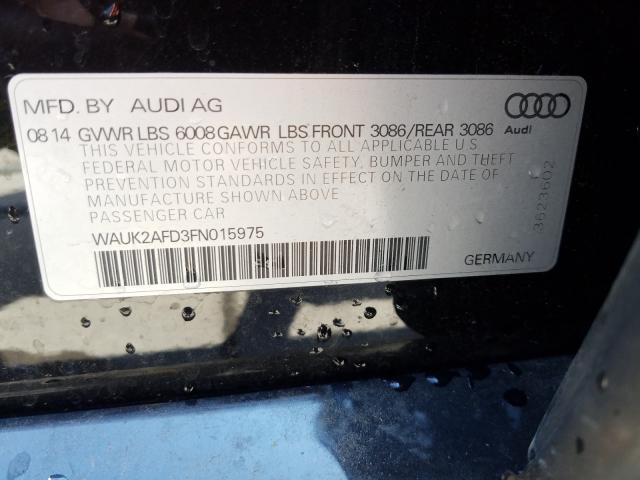 MFD. BY AUDI AG
08 14 GVWR LBS 6008 GAWR LBS FRONT 3086/REAR 3086
THIS VEHICLE CONFORMS TO ALL APPLICABLE U S
FEDERAL MOTOR VEHICLE SAFETY, BUMPER AND THEFT
PREVENTION STANDARDS IN EFFECT ON THE DATE OF
MANUFACTURE SHOWN ABOVE
PASSENGER CAR
WAUK2AFD3FN015975
GERMANY
Audi
3623602